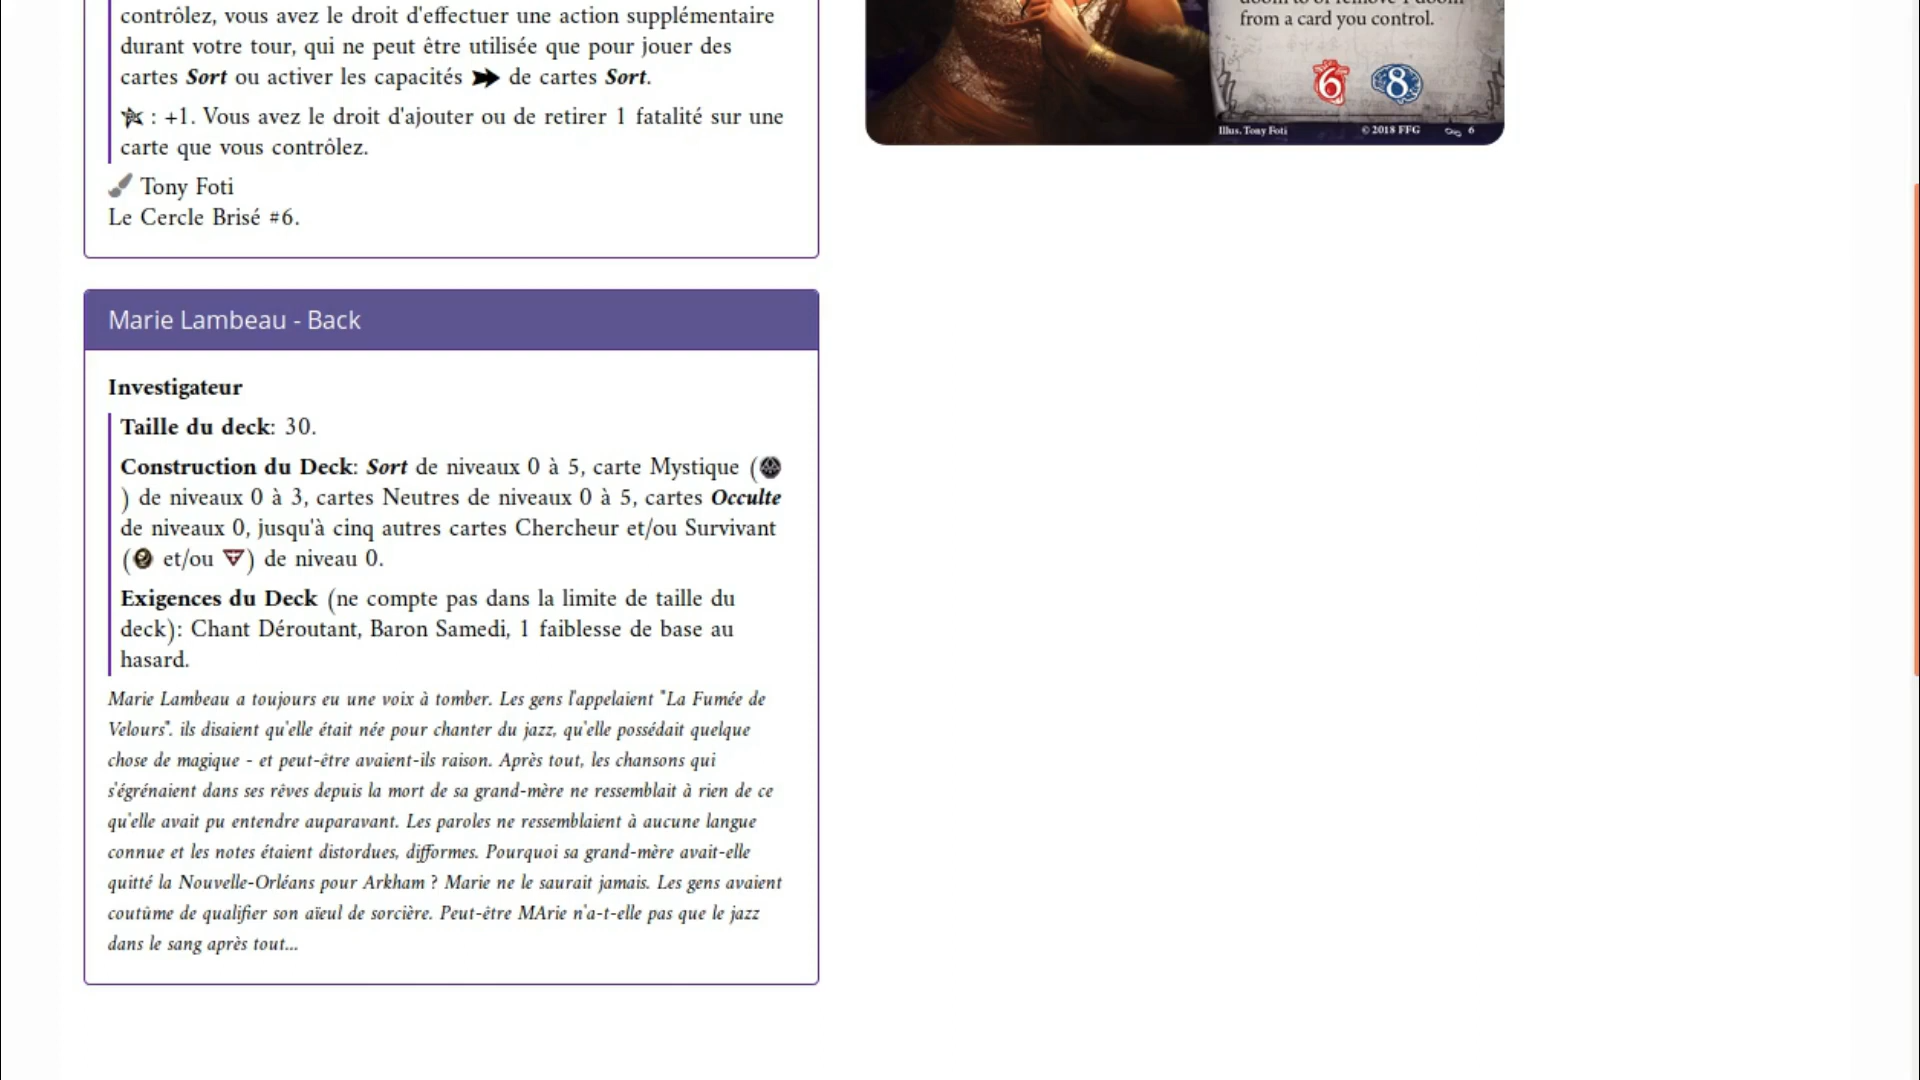 contrôlez, vous avez le droit d'effectuer une action supplémentaire
durant votre tour, qui ne peut être utilisée que pour jouer des
cartes Sort ou activer les capacités de cartes Sort.
: +1. Vous avez le droit d'ajouter ou de retirer 1 fatalité sur une
carte que vous contrôlez.
Tony Foti
Le Cercle Brisé #6.
from a card you control.
6 8
Illus. Tony Foti © 2018 FFG 6
Marie Lambeau - Back
Investigateur
Taille du deck: 30.
Construction du Deck: Sort de niveaux 0 à 5, carte Mystique (
) de niveaux 0 à 3, cartes Neutres de niveaux 0 à 5, cartes Occulte
de niveaux 0, jusqu'à cinq autres cartes Chercheur et/ou Survivant
( et/ou ) de niveau 0.
Exigences du Deck (ne compte pas dans la limite de taille du
deck): Chant Déroutant, Baron Samedi, 1 faiblesse de base au
hasard.
Marie Lambeau a toujours eu une voix à tomber. Les gens l'appelaient "La Fumée de
Velours". ils disaient qu'elle était née pour chanter du jazz, qu'elle possédait quelque
chose de magique - et peut-être avaient-ils raison. Après tout, les chansons qui
s'égrénaient dans ses rêves depuis la mort de sa grand-mère ne ressemblait à rien de ce
qu'elle avait pu entendre auparavant. Les paroles ne ressemblaient à aucune langue
connue et les notes étaient distordues, difformes. Pourquoi sa grand-mère avait-elle
quitté la Nouvelle-Orléans pour Arkham ? Marie ne le saurait jamais. Les gens avaient
coutûme de qualifier son aïeul de sorcière. Peut-être MArie n'a-t-elle pas que le jazz
dans le sang après tout...